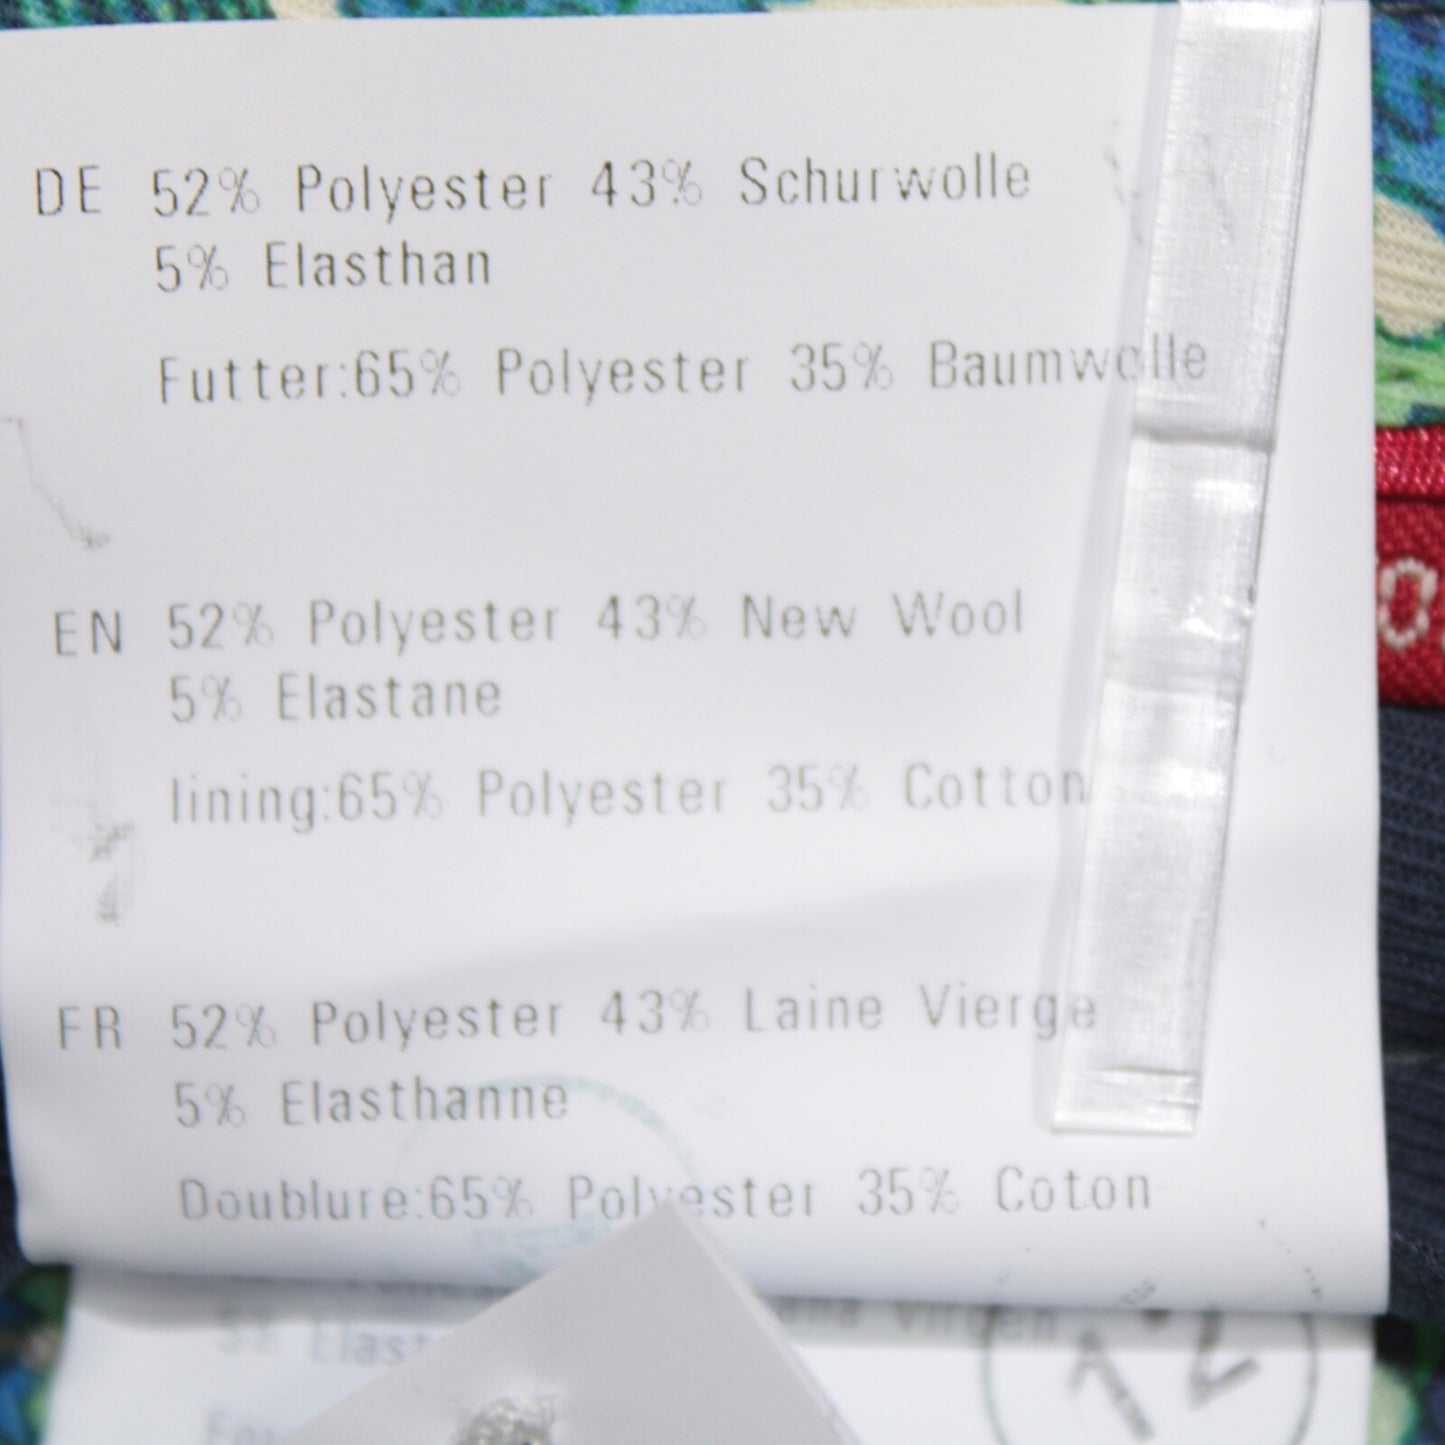 DE 52% Polyester 43% Schurwolle
5% Elasthan
Futter:65% Polyester 35% Baumwolle
EN 52% Polyester 43% New Wool
5% Elastane
lining:65% Polyester 35% Cotton
FR 52% Polyester 43% Laine Vierge
5% Elasthanne
Doublure:65% Polyester 35% Coton